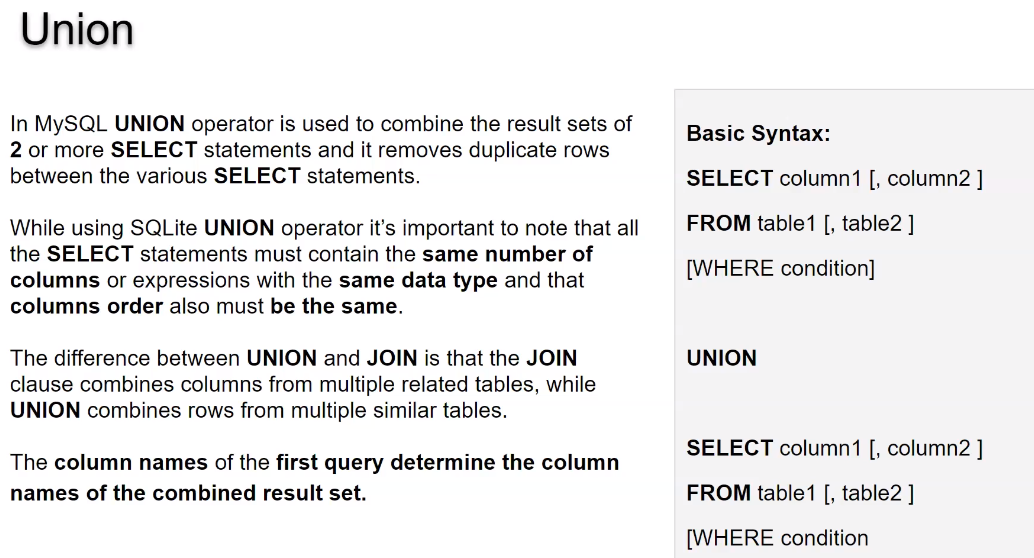 Union
In MySQL UNION operator is used to combine the result sets of
2 or more SELECT statements and it removes duplicate rows
between the various SELECT statements.
While using SQLite UNION operator it’s important to note that all
the SELECT statements must contain the same number of
columns or expressions with the same data type and that
columns order also must be the same.
The difference between UNION and JOIN is that the JOIN
clause combines columns from multiple related tables, while
UNION combines rows from multiple similar tables.
The column names of the first query determine the column
names of the combined result set.
Basic Syntax:
SELECT column1 [, column2 ]
FROM table1 [, table2 ]
[WHERE condition]
UNION
SELECT column1 [, column2 ]
FROM table1 [, table2 ]
[WHERE condition